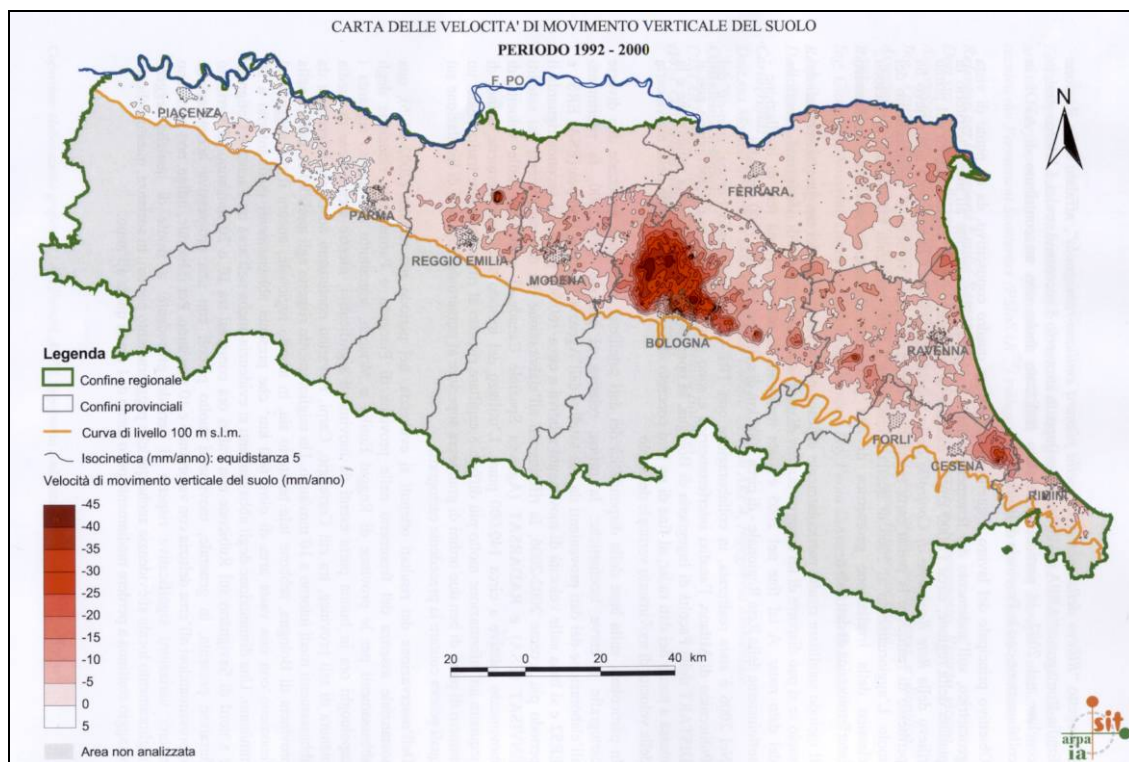 CARTA DELLE VELOCITA' DI MOVIMENTO VERTICALE DEL SUOLO
PERIODO 1992 - 2000
F. PO
N
PIACENZA
PARMA
REGGIO EMILIA
MODENA
FERRARA
BOLOGNA
RAVENNA
FORLI'
CESENA
RIMINI
Legenda
Confine regionale
Confini provinciali
Curva di livello 100 m s.l.m.
Isocinetica (mm/anno): equidistanza 5
Velocità di movimento verticale del suolo (mm/anno)
-45
-40
-35
-30
-25
-20
-15
-10
-5
0
5
Area non analizzata
20 0 20 40 km
sit
arpa
ia